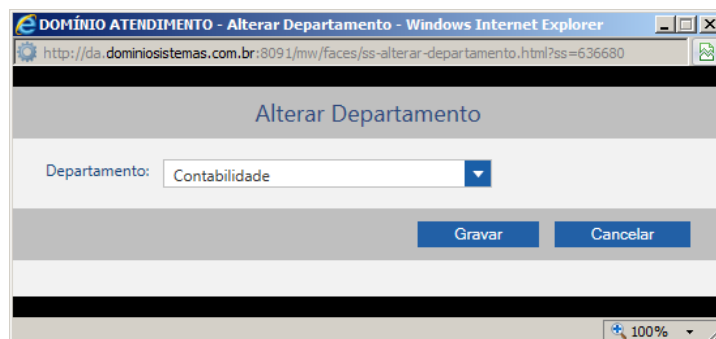 DOMÍNIO ATENDIMENTO - Alterar Departamento - Windows Internet Explorer
http://da.dominiosistemas.com.br:8091/mw/faces/ss-alterar-departamento.html?ss=636680
Alterar Departamento
Departamento: Contabilidade
Gravar Cancelar
100%